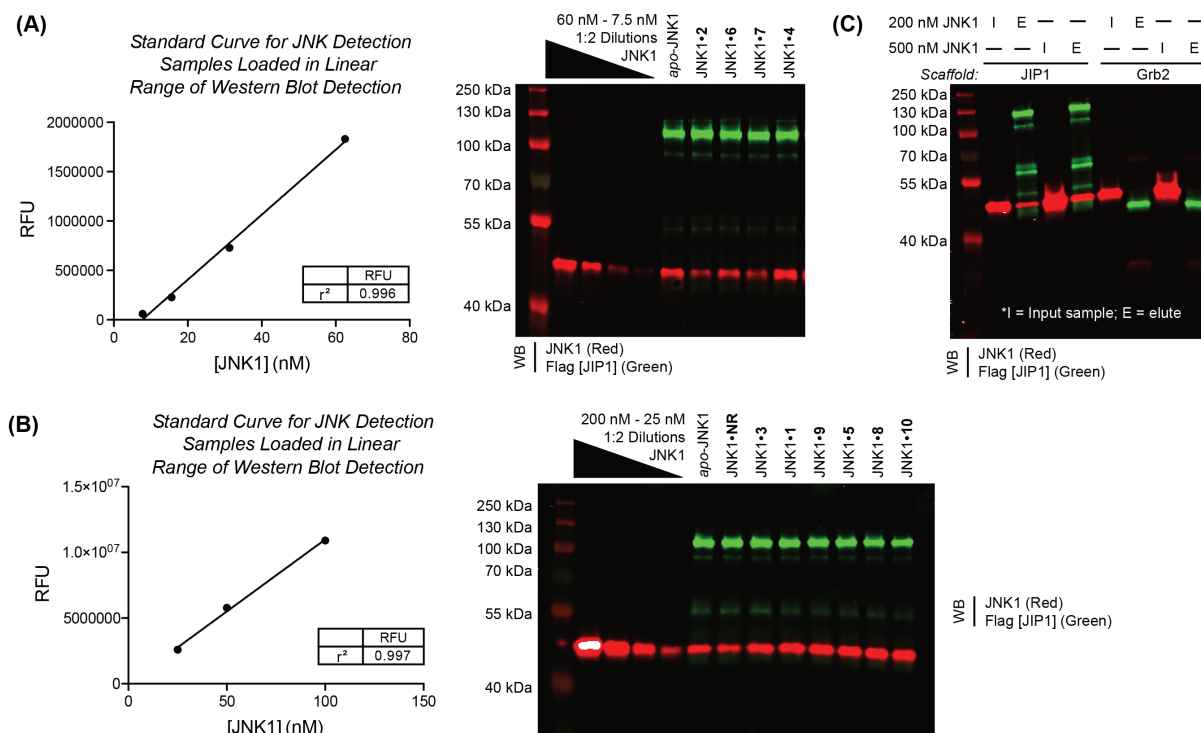 (A)
Standard Curve for JNK Detection
Samples Loaded in Linear
Range of Western Blot Detection
2000000
1500000
1000000
500000
0
RFU
0 20 40 60 80
[JNK1] (nM)
RFU
r² 0.996
60 nM - 7.5 nM
1:2 Dilutions
JNK1
apo-JNK1
JNK1•2
JNK1•6
JNK1•7
JNK1•4
250 kDa
130 kDa
100 kDa
70 kDa
55 kDa
40 kDa
WB
JNK1 (Red)
Flag [JIP1] (Green)
(C)
200 nM JNK1 I E — — I E — —
500 nM JNK1 — — I E — — I E
Scaffold: JIP1 Grb2
250 kDa
130 kDa
100 kDa
70 kDa
55 kDa
40 kDa
*I = Input sample; E = elute
WB
JNK1 (Red)
Flag [JIP1] (Green)
(B)
Standard Curve for JNK Detection
Samples Loaded in Linear
Range of Western Blot Detection
1.5×10⁰⁷
1.0×10⁰⁷
5000000
0
RFU
0 50 100 150
[JNK1] (nM)
RFU
r² 0.997
200 nM - 25 nM
1:2 Dilutions
JNK1
apo-JNK1
JNK1•NR
JNK1•3
JNK1•1
JNK1•9
JNK1•5
JNK1•8
JNK1•10
250 kDa
130 kDa
100 kDa
70 kDa
55 kDa
40 kDa
WB
JNK1 (Red)
Flag [JIP1] (Green)